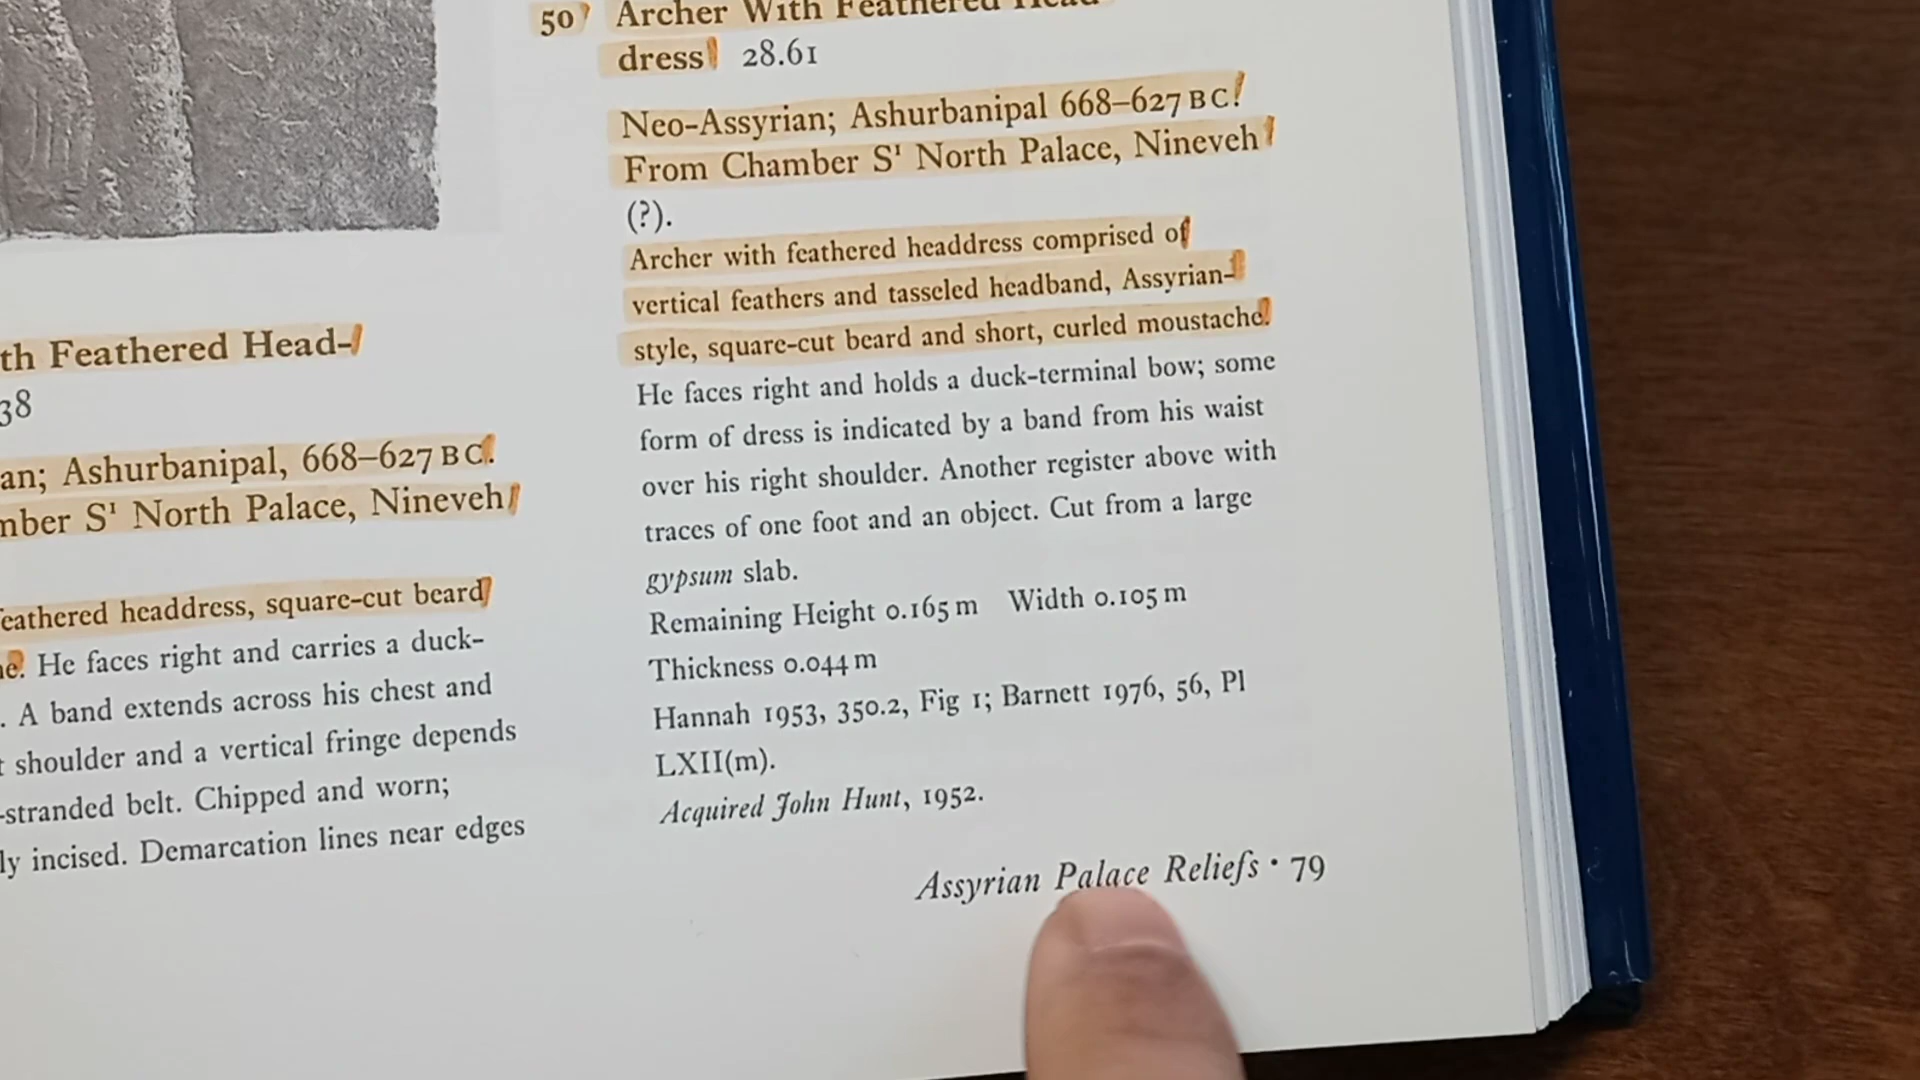 th Feathered Head-
38
an; Ashurbanipal, 668–627 BC.
mber S¹ North Palace, Nineveh
eathered headdress, square-cut beard
ne. He faces right and carries a duck-
. A band extends across his chest and
t shoulder and a vertical fringe depends
-stranded belt. Chipped and worn;
ly incised. Demarcation lines near edges
50 Archer With Feathered Head-
dress 28.61
Neo-Assyrian; Ashurbanipal 668–627 BC.
From Chamber S¹ North Palace, Nineveh
(?).
Archer with feathered headdress comprised of
vertical feathers and tasseled headband, Assyrian-
style, square-cut beard and short, curled moustache.
He faces right and holds a duck-terminal bow; some
form of dress is indicated by a band from his waist
over his right shoulder. Another register above with
traces of one foot and an object. Cut from a large
gypsum slab.
Remaining Height 0.165 m Width 0.105 m
Thickness 0.044 m
Hannah 1953, 350.2, Fig 1; Barnett 1976, 56, Pl
LXII(m).
Acquired John Hunt, 1952.
Assyrian Palace Reliefs · 79